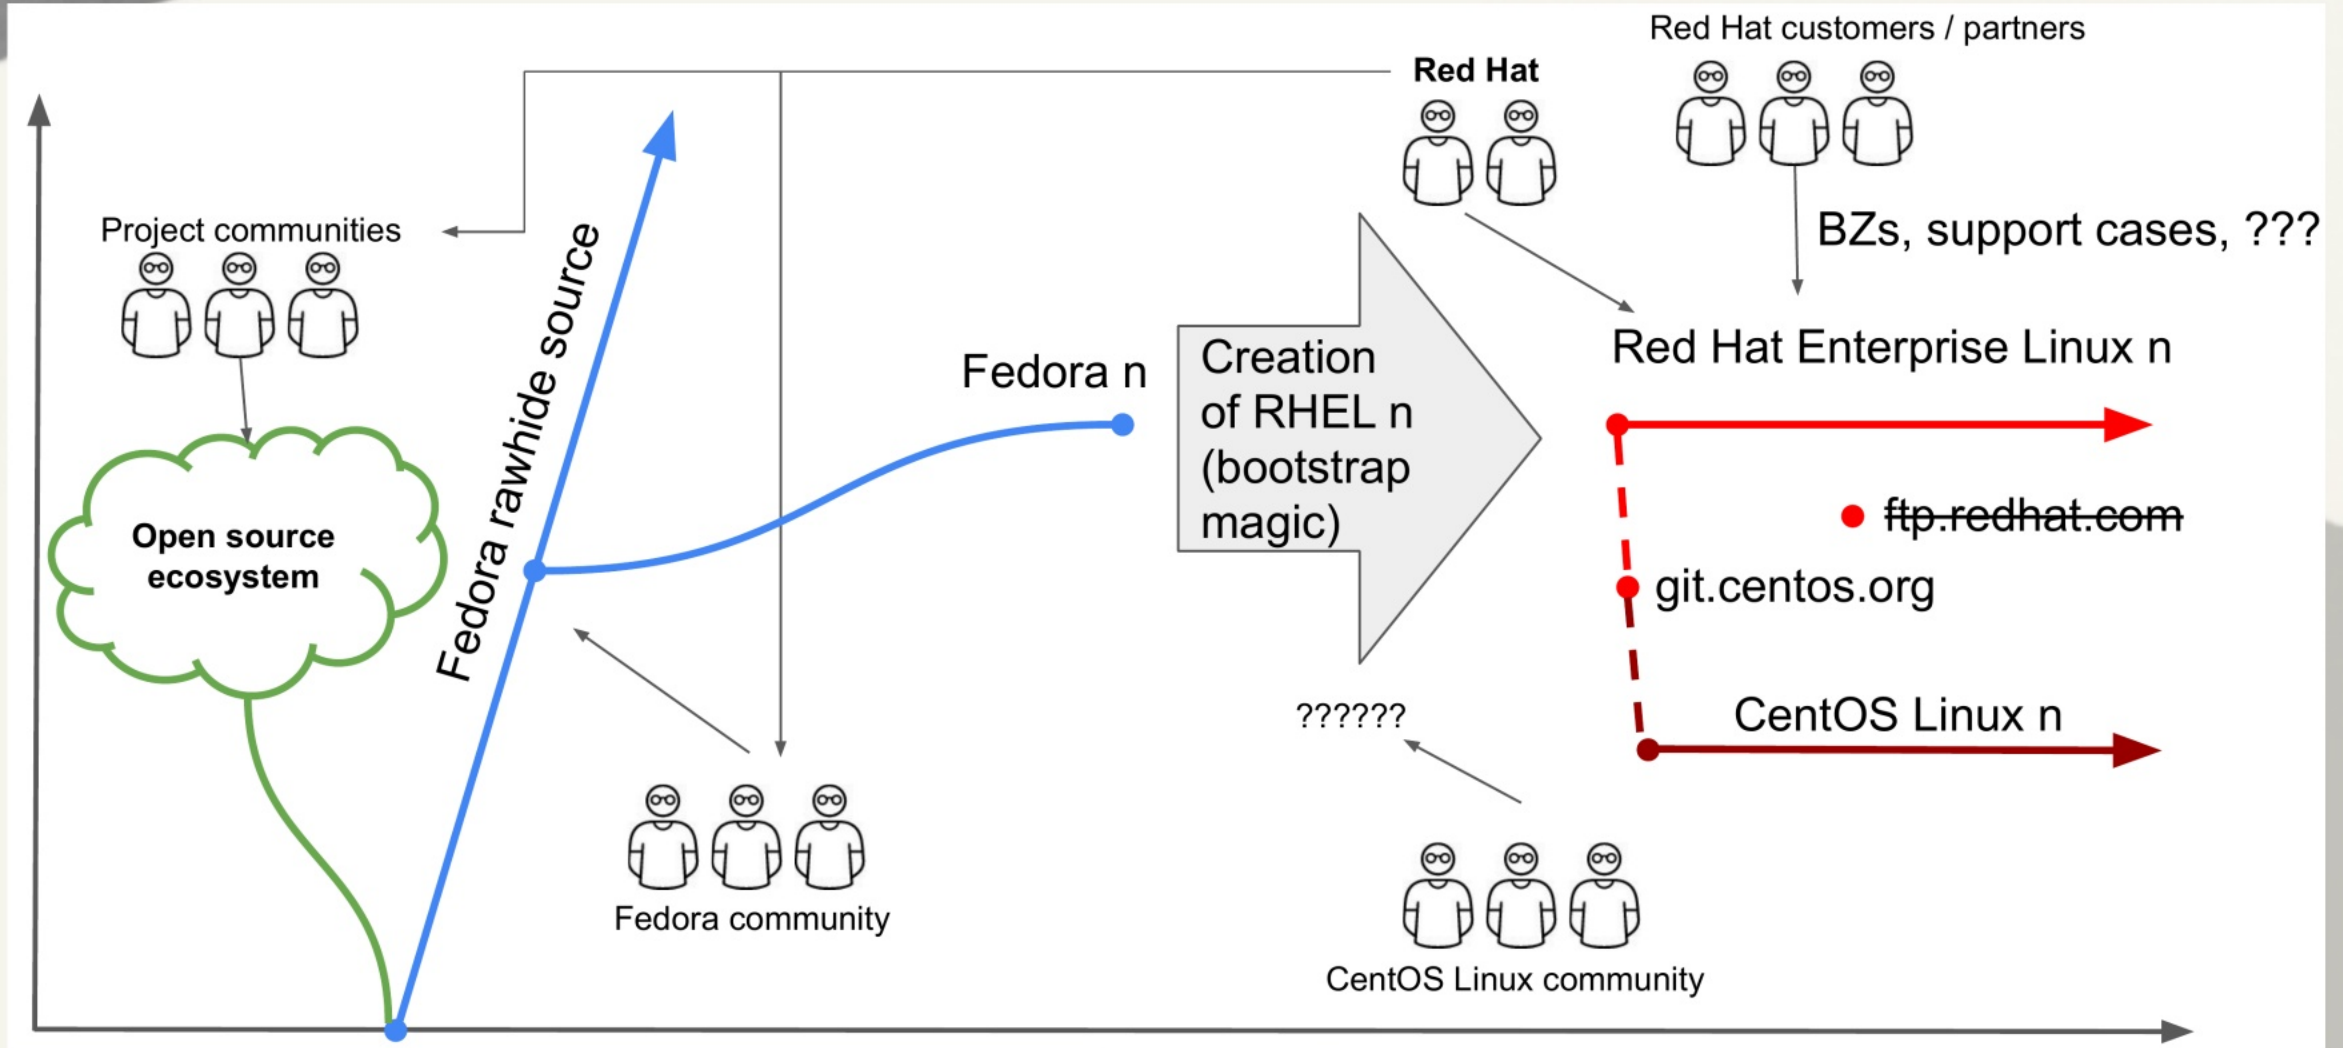 Red Hat customers / partners
Red Hat
Project communities
BZs, support cases, ???
Fedora rawhide source
Fedora n
Creation
of RHEL n
(bootstrap
magic)
Red Hat Enterprise Linux n
ftp.redhat.com
Open source
ecosystem
git.centos.org
??????
CentOS Linux n
Fedora community
CentOS Linux community